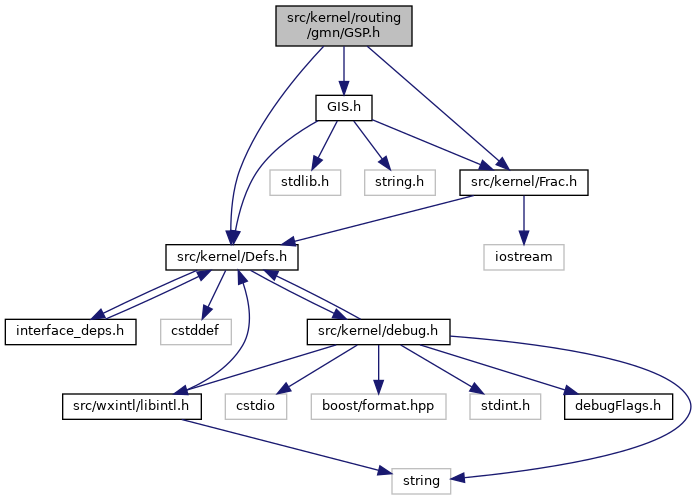 src/kernel/routing
/gmn/GSP.h
GIS.h
stdlib.h
string.h
src/kernel/Frac.h
src/kernel/Defs.h
iostream
interface_deps.h
cstddef
src/kernel/debug.h
src/wxintl/libintl.h
cstdio
boost/format.hpp
stdint.h
debugFlags.h
string